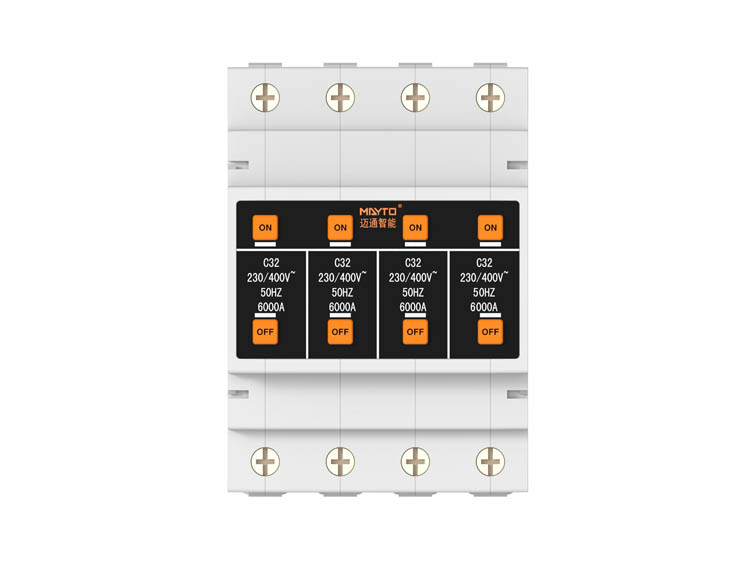 MAYTO®
迈通智能
ON ON ON ON
C32 C32 C32 C32
230/400V~ 230/400V~ 230/400V~ 230/400V~
50HZ 50HZ 50HZ 50HZ
6000A 6000A 6000A 6000A
OFF OFF OFF OFF